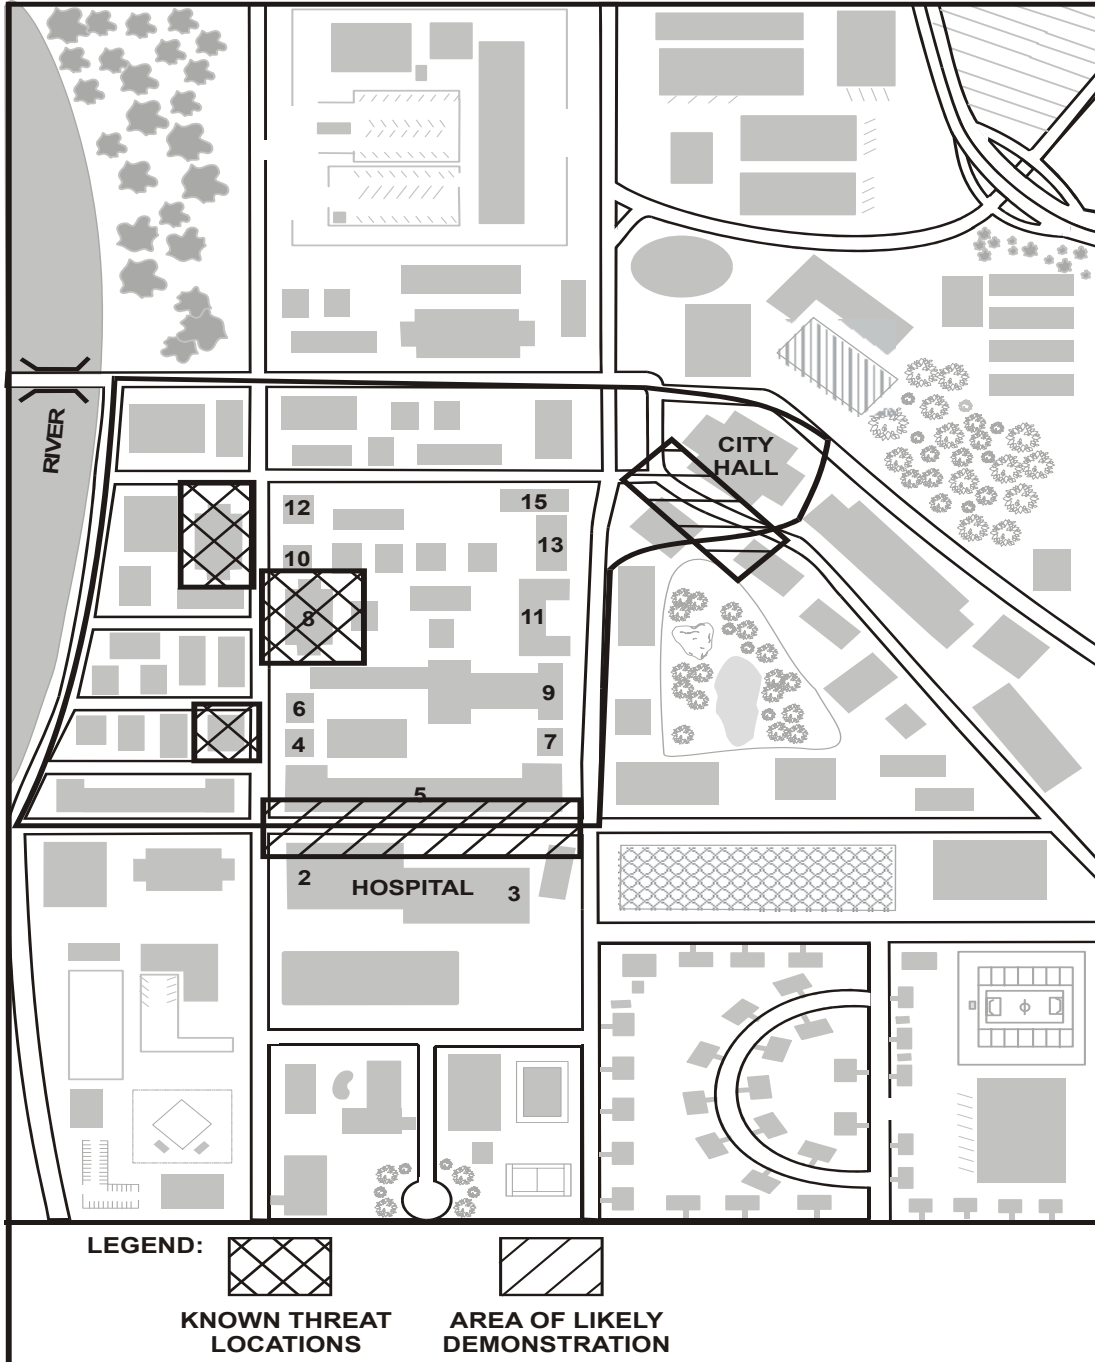 CITY
HALL
RIVER
12
15
10
13
8
11
9
6
4
7
5
2
HOSPITAL
3
LEGEND:
KNOWN THREAT
LOCATIONS
AREA OF LIKELY
DEMONSTRATION